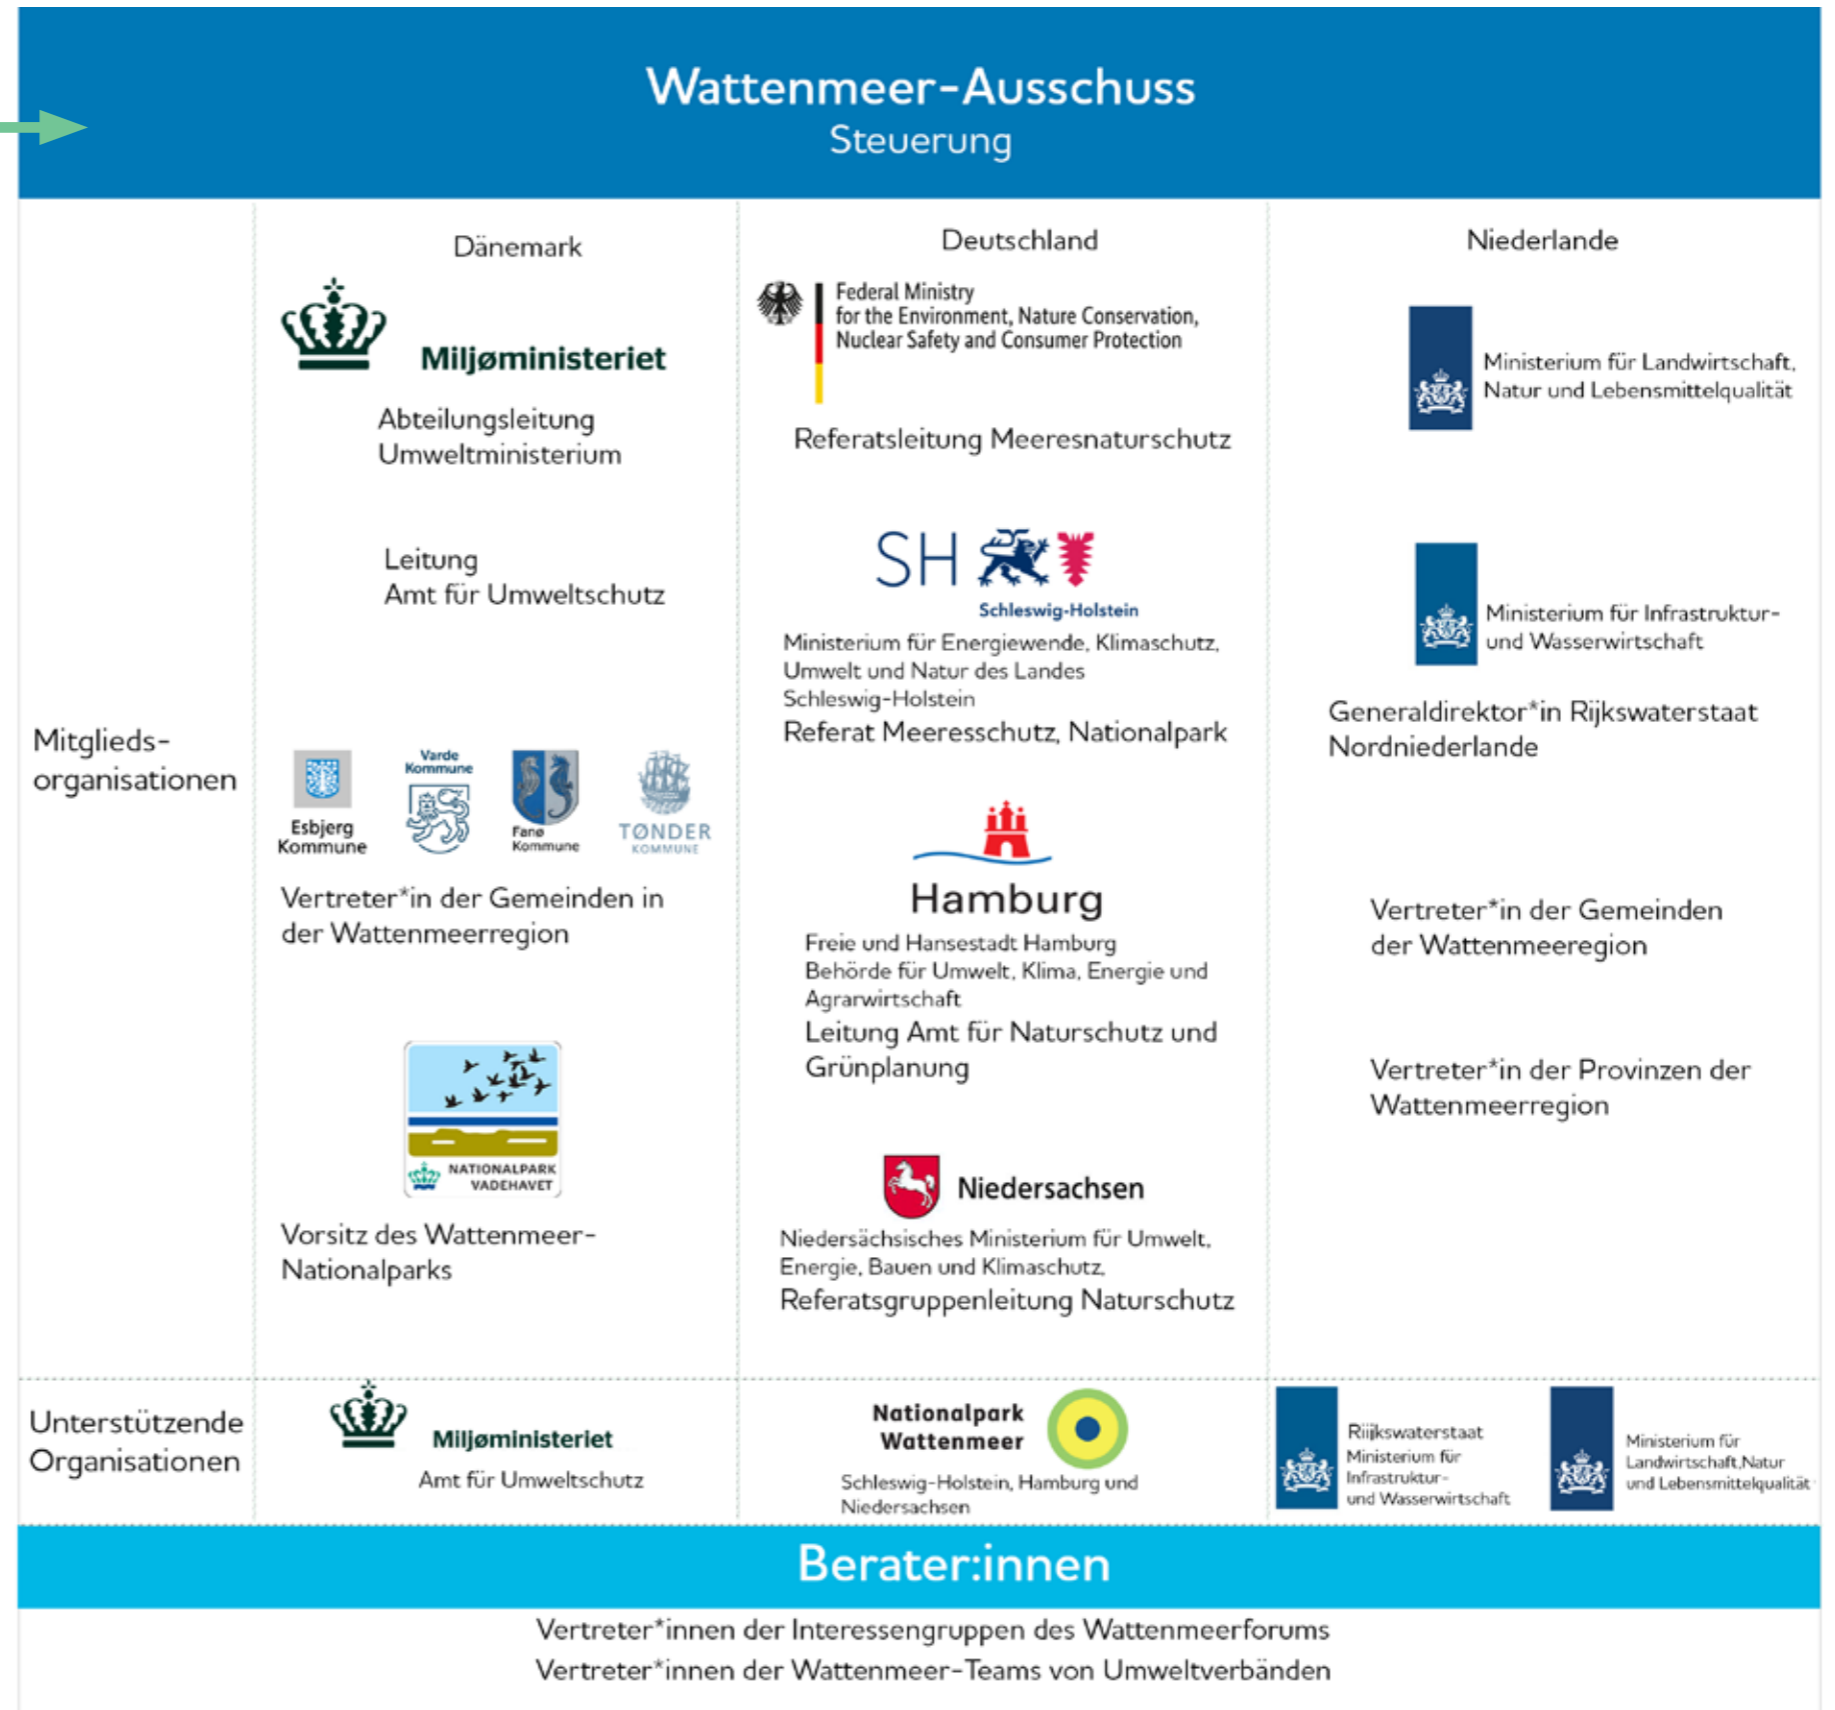 Wattenmeer-Ausschuss
Steuerung
Mitglieds-
organisationen
Dänemark
Miljøministeriet
Abteilungsleitung
Umweltministerium
Leitung
Amt für Umweltschutz
Esbjerg
Kommune
Varde
Kommune
Fanø
Kommune
TØNDER
KOMMUNE
Vertreter*in der Gemeinden in
der Wattenmeerregion
NATIONALPARK
VADEHAVET
Vorsitz des Wattenmeer-
Nationalparks
Deutschland
Federal Ministry
for the Environment, Nature Conservation,
Nuclear Safety and Consumer Protection
Referatsleitung Meeresnaturschutz
SH
Schleswig-Holstein
Ministerium für Energiewende, Klimaschutz,
Umwelt und Natur des Landes
Schleswig-Holstein
Referat Meeresschutz, Nationalpark
Hamburg
Freie und Hansestadt Hamburg
Behörde für Umwelt, Klima, Energie und
Agrarwirtschaft
Leitung Amt für Naturschutz und
Grünplanung
Niedersachsen
Niedersächsisches Ministerium für Umwelt,
Energie, Bauen und Klimaschutz,
Referatsgruppenleitung Naturschutz
Niederlande
Ministerium für Landwirtschaft,
Natur und Lebensmittelqualität
Ministerium für Infrastruktur-
und Wasserwirtschaft
Generaldirektor*in Rijkswaterstaat
Nordniederlande
Vertreter*in der Gemeinden
der Wattenmeeregion
Vertreter*in der Provinzen der
Wattenmeerregion
Unterstützende
Organisationen
Miljøministeriet
Amt für Umweltschutz
Nationalpark
Wattenmeer
Schleswig-Holstein, Hamburg und
Niedersachsen
Riijkswaterstaat
Ministerium für
Infrastruktur-
und Wasserwirtschaft
Ministerium für
Landwirtschaft,Natur
und Lebensmittelqualität
Berater:innen
Vertreter*innen der Interessengruppen des Wattenmeerforums
Vertreter*innen der Wattenmeer-Teams von Umweltverbänden